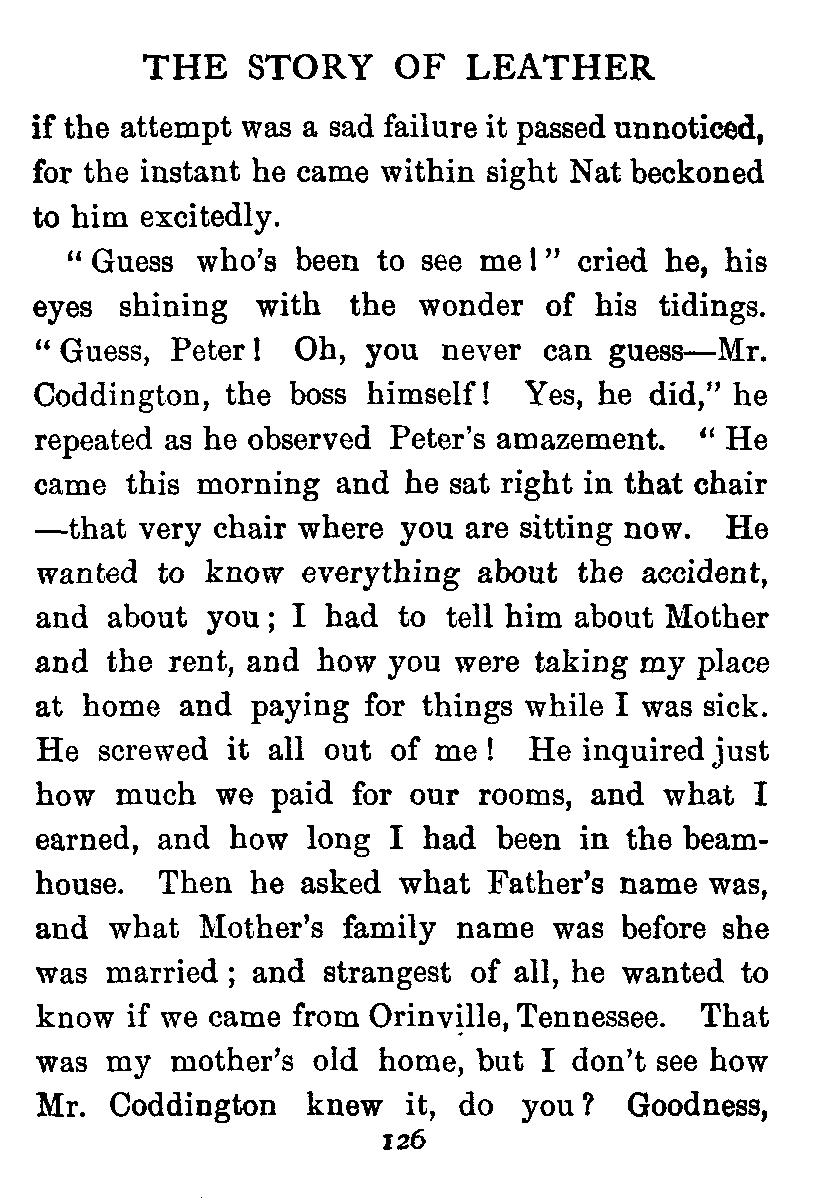 THE STORY OF LEATHER
if the attempt was a sad failure it passed unnoticed,
for the instant he came within sight Nat beckoned
to him excitedly.
“ Guess who’s been to see me! ” cried he, his
eyes shining with the wonder of his tidings.
“ Guess, Peter! Oh, you never can guess—Mr.
Coddington, the boss himself! Yes, he did,” he
repeated as he observed Peter’s amazement. “ He
came this morning and he sat right in that chair
—that very chair where you are sitting now. He
wanted to know everything about the accident,
and about you; I had to tell him about Mother
and the rent, and how you were taking my place
at home and paying for things while I was sick.
He screwed it all out of me! He inquired just
how much we paid for our rooms, and what I
earned, and how long I had been in the beam-
house. Then he asked what Father’s name was,
and what Mother’s family name was before she
was married; and strangest of all, he wanted to
know if we came from Orinville, Tennessee. That
was my mother’s old home, but I don’t see how
Mr. Coddington knew it, do you? Goodness,
126